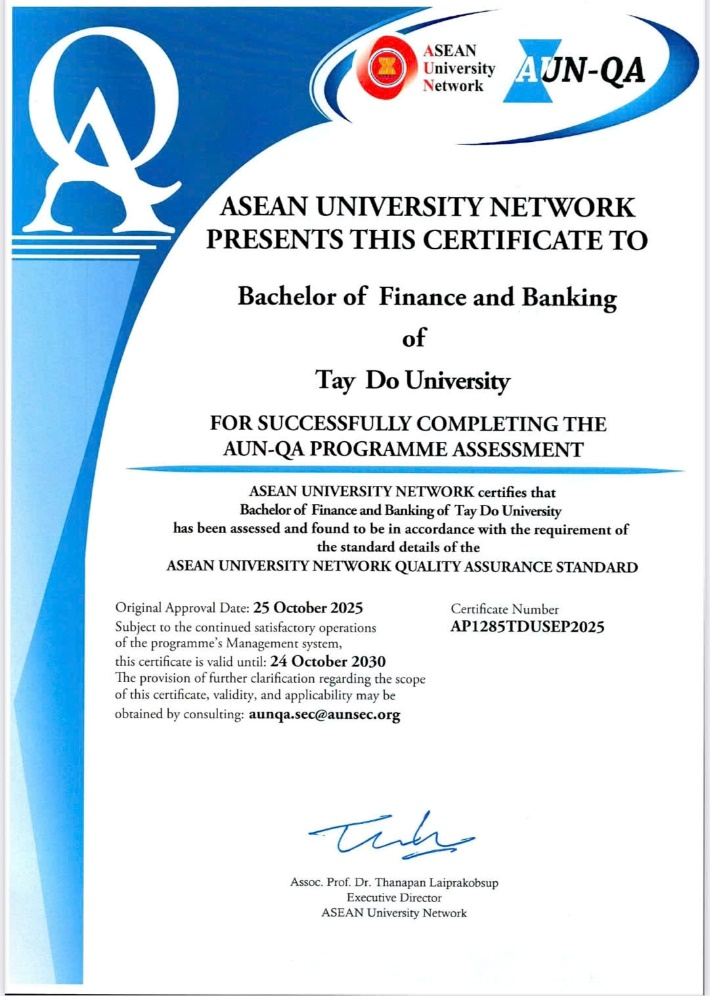 QA
ASEAN
University
Network
AUN-QA
ASEAN UNIVERSITY NETWORK
PRESENTS THIS CERTIFICATE TO
Bachelor of Finance and Banking
of
Tay Do University
FOR SUCCESSFULLY COMPLETING THE
AUN-QA PROGRAMME ASSESSMENT
ASEAN UNIVERSITY NETWORK certifies that
Bachelor of Finance and Banking of Tay Do University
has been assessed and found to be in accordance with the requirement of
the standard details of the
ASEAN UNIVERSITY NETWORK QUALITY ASSURANCE STANDARD
Original Approval Date: 25 October 2025
Subject to the continued satisfactory operations
of the programme's Management system,
this certificate is valid until: 24 October 2030
The provision of further clarification regarding the scope
of this certificate, validity, and applicability may be
obtained by consulting: aunqa.sec@aunsec.org
Certificate Number
AP1285TDUSEP2025
Assoc. Prof. Dr. Thanapan Laiprakobsup
Executive Director
ASEAN University Network